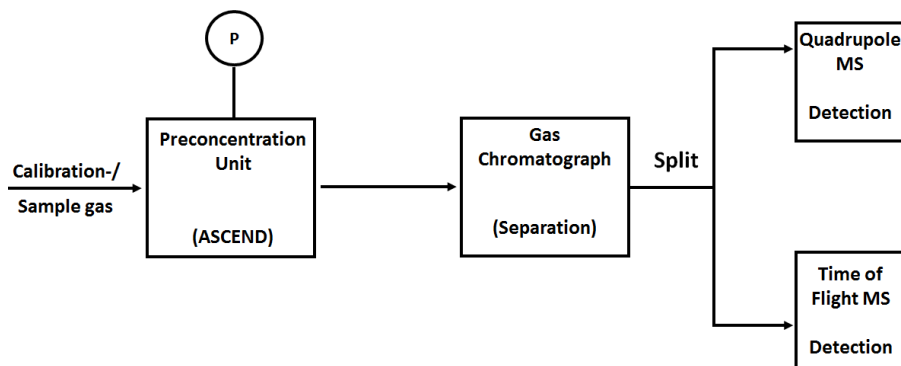 P
Calibration-/
Sample gas
Preconcentration
Unit
(ASCEND)
Gas
Chromatograph
(Separation)
Split
Quadrupole
MS
Detection
Time of
Flight MS
Detection